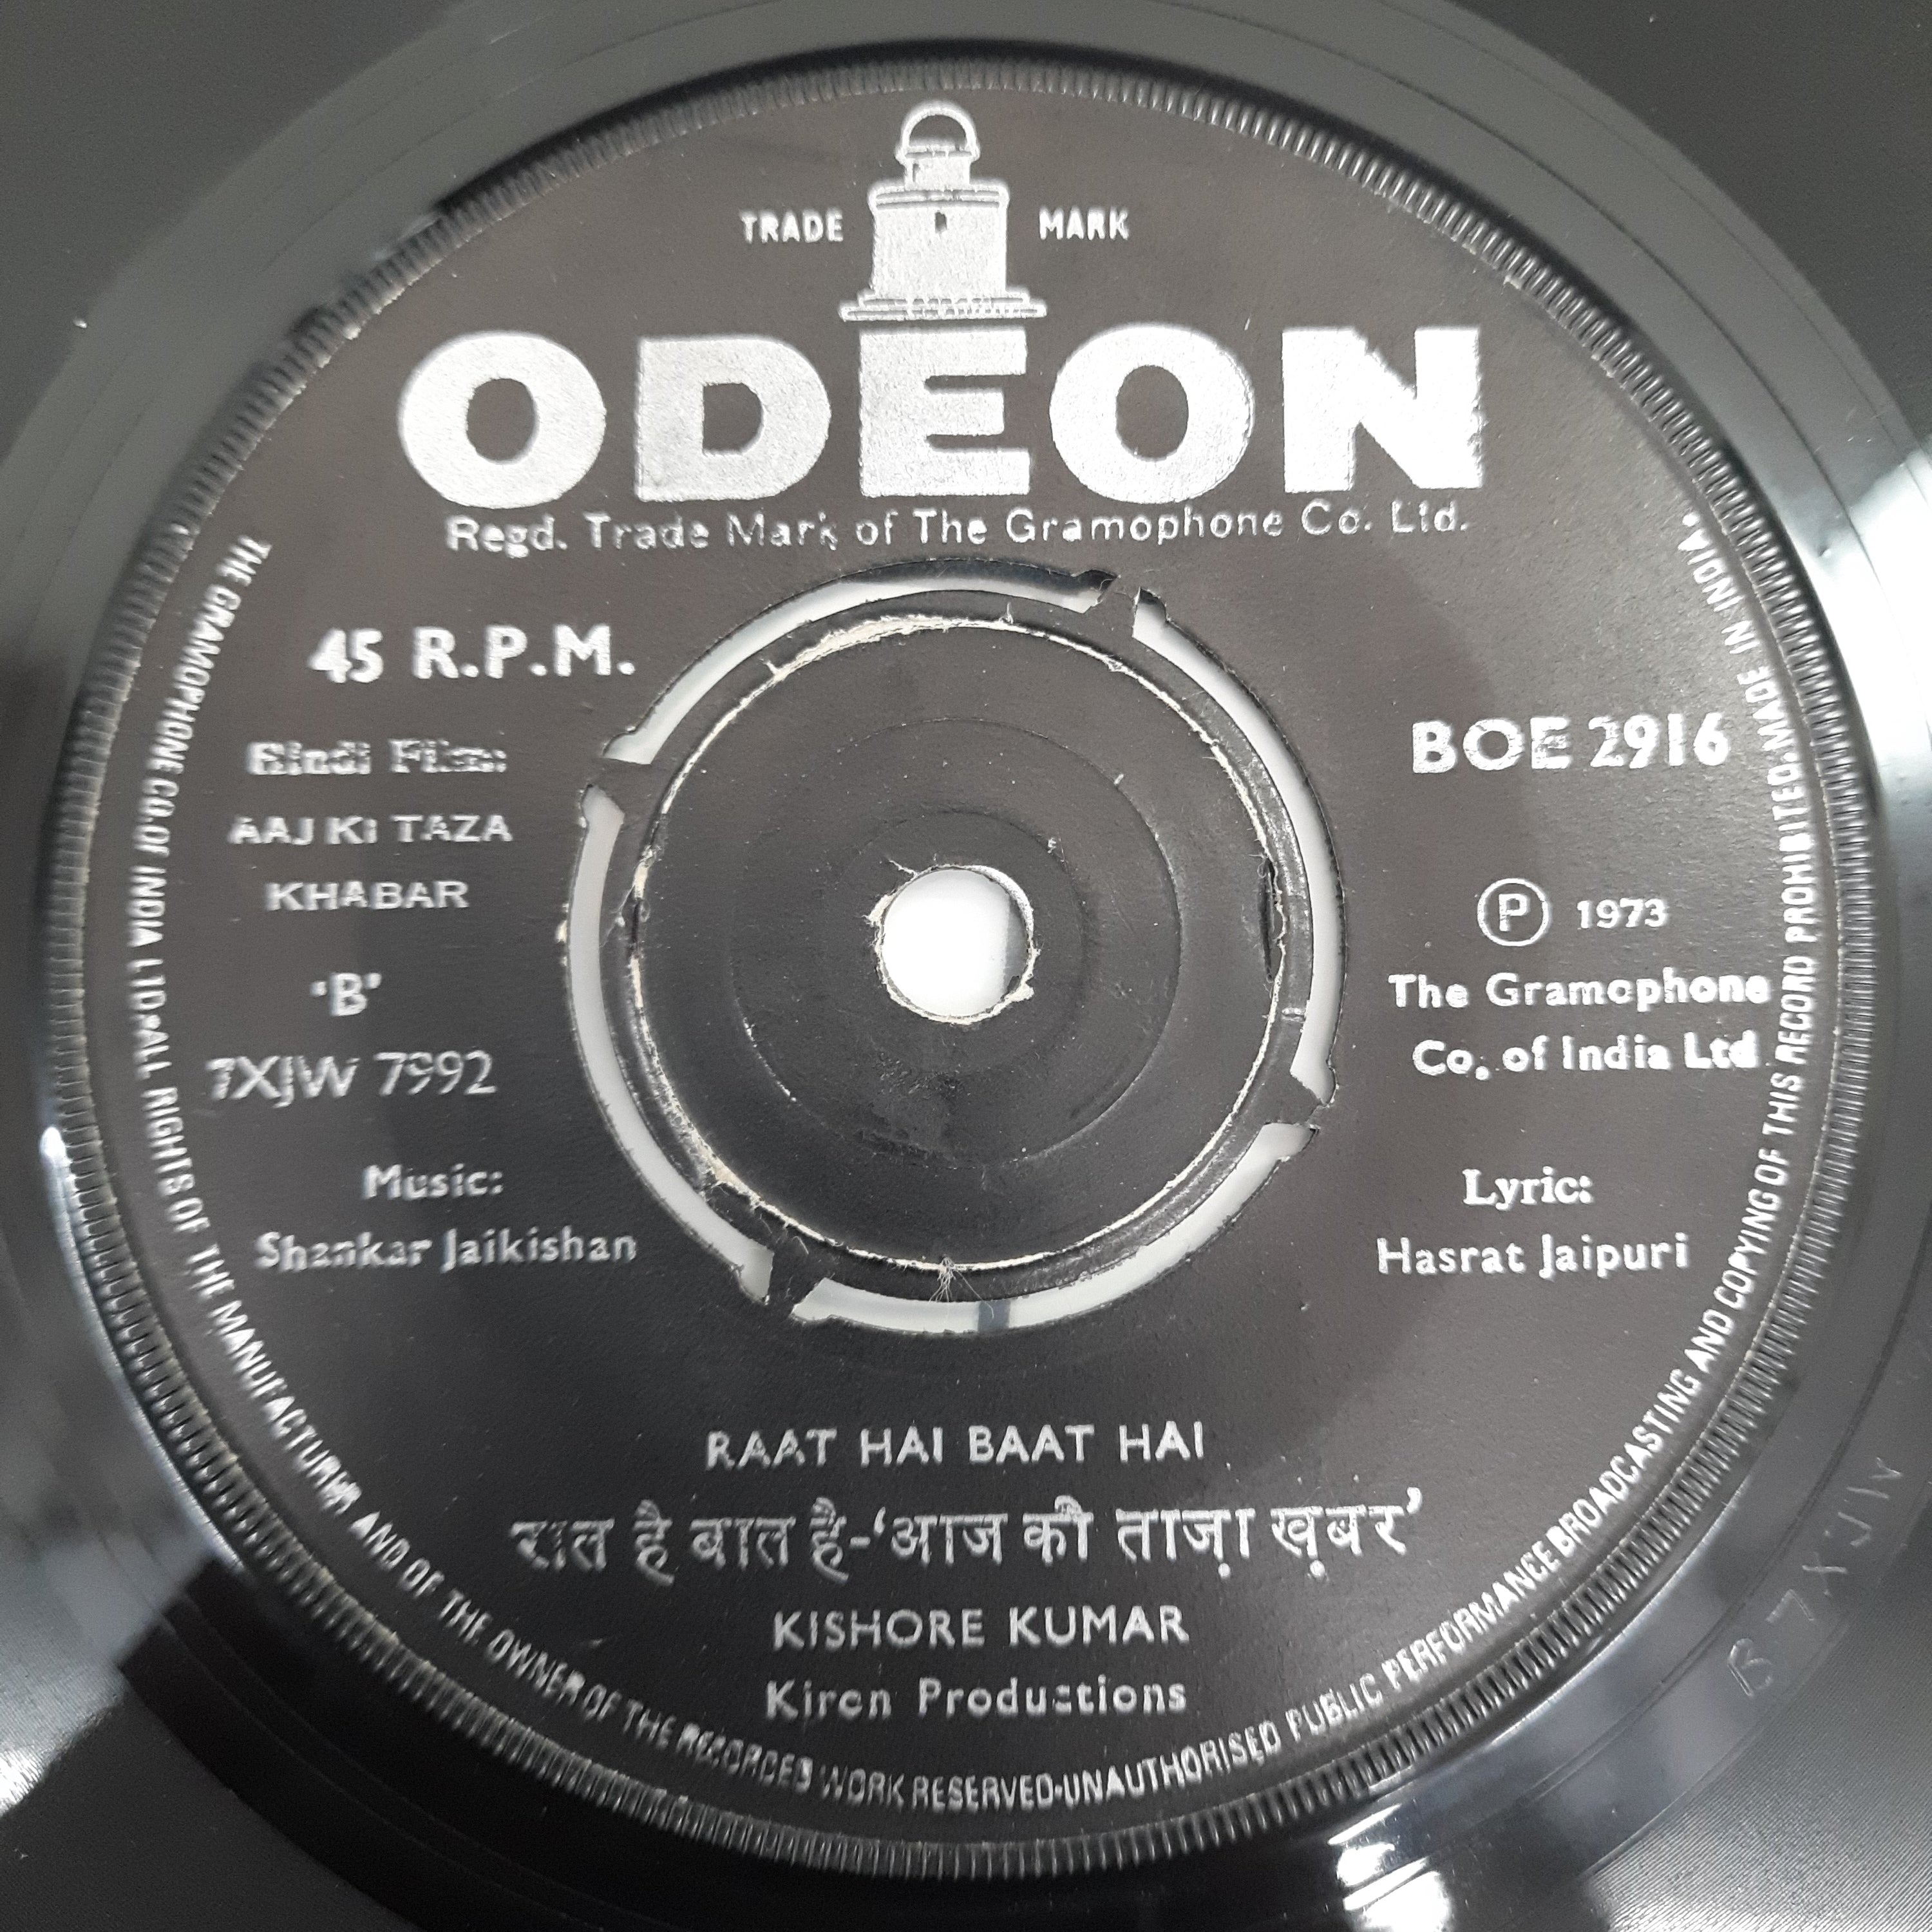 TRADE MARK
ODEON
Regd. Trade Mark of The Gramophone Co. Ltd.
45 R.P.M.
BOE 2916
Hindi Film:
AAJ KI TAZA
KHABAR
'B'
7XJW 7992
Music:
Shankar Jaikishan
Ⓟ 1973
The Gramophone
Co. of India Ltd
Lyric:
Hasrat Jaipuri
RAAT HAI BAAT HAI
रात है बात है-'आज की ताज़ा ख़बर'
KISHORE KUMAR
Kiron Productions
THE GRAMOPHONE CO. OF INDIA LTD•ALL RIGHTS OF THE MANUFACTURER AND OF THE OWNER OF THE RECORDED WORK RESERVED•UNAUTHORISED PUBLIC PERFORMANCE BROADCASTING AND COPYING OF THIS RECORD PROHIBITED.MADE IN INDIA•
B 7XJW